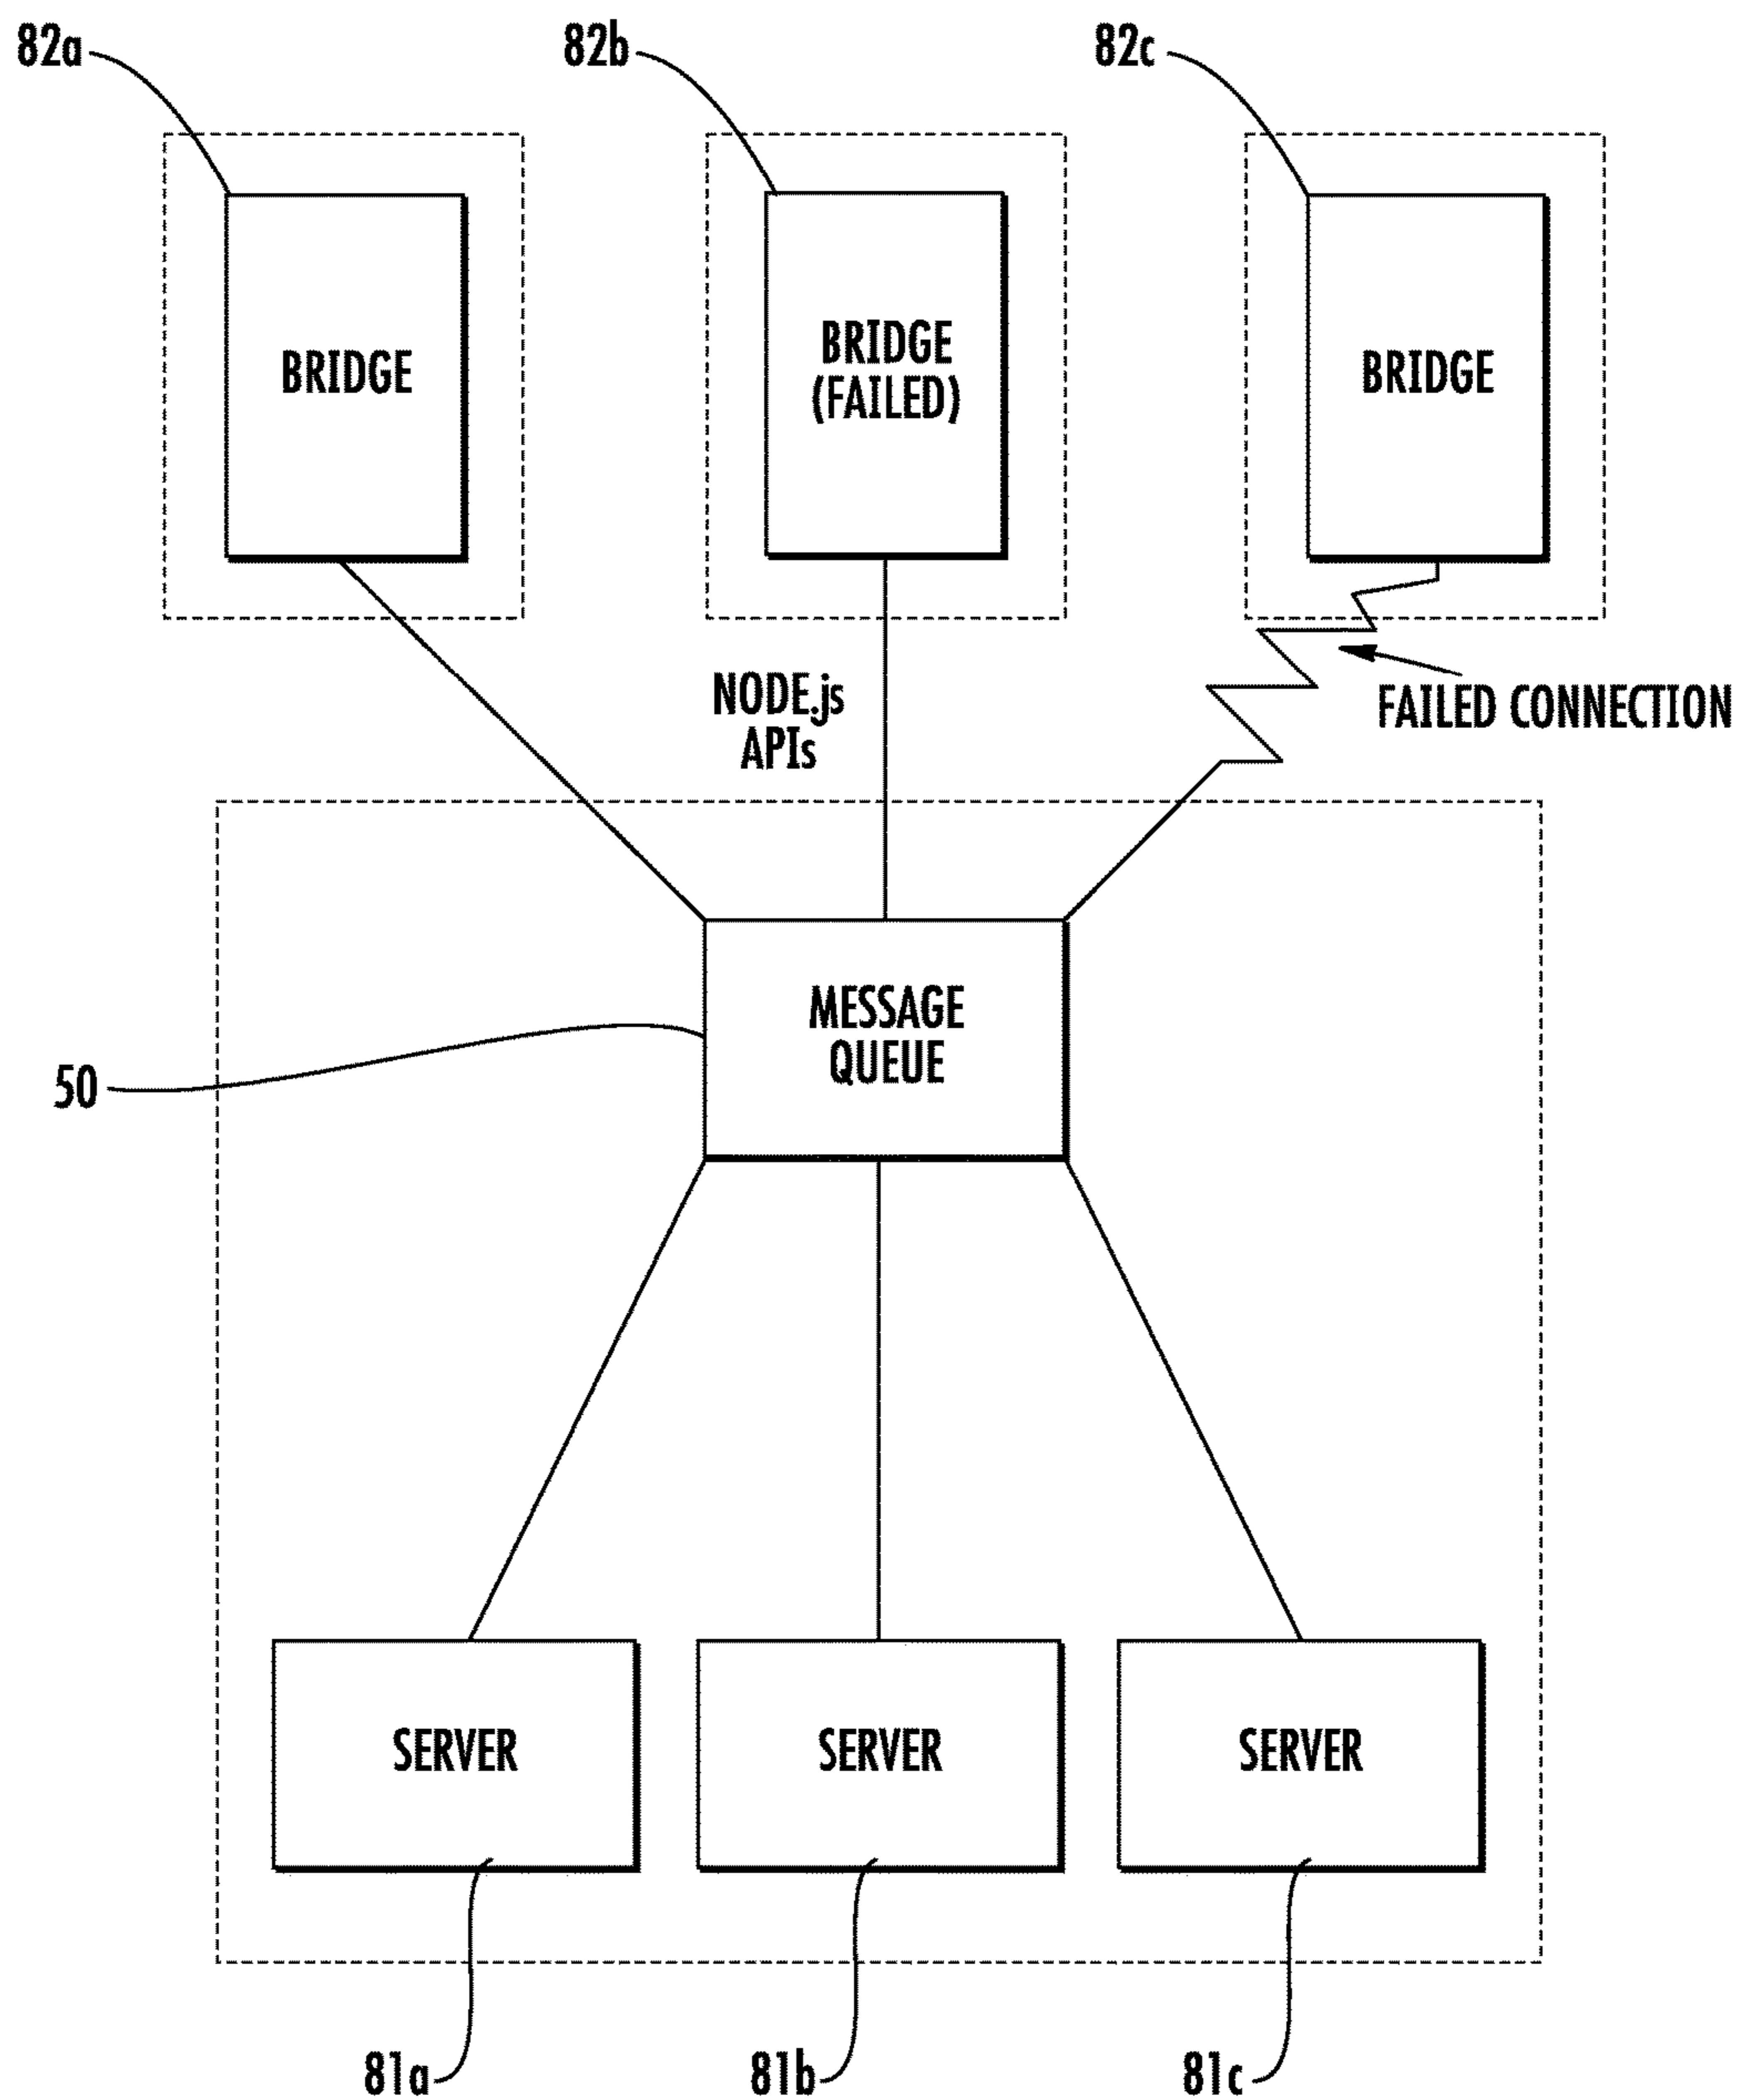 82a
82b
82c
BRIDGE
BRIDGE
(FAILED)
BRIDGE
NODE.js
APIs
FAILED CONNECTION
MESSAGE
QUEUE
50
SERVER
SERVER
SERVER
81a
81b
81c